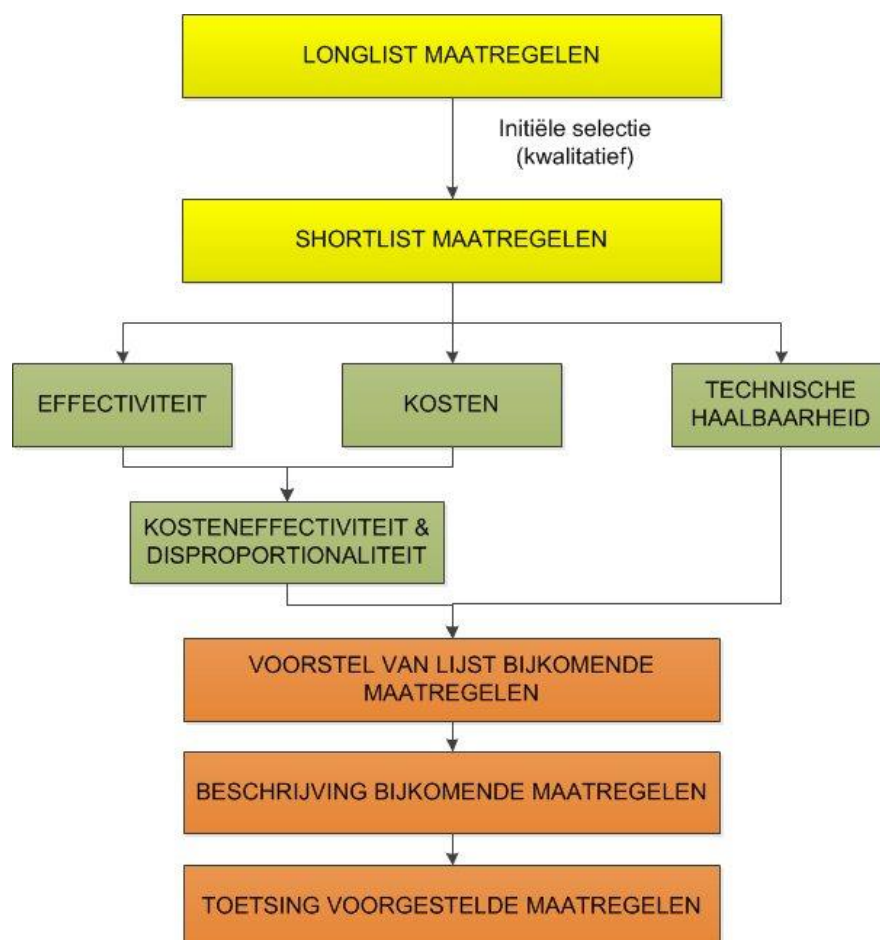 LONGLIST MAATREGELEN
Initiële selectie
(kwalitatief)
SHORTLIST MAATREGELEN
EFFECTIVITEIT
KOSTEN
TECHNISCHE
HAALBAARHEID
KOSTENEFFECTIVITEIT &
DISPROPORTIONALITEIT
VOORSTEL VAN LIJST BIJKOMENDE
MAATREGELEN
BESCHRIJVING BIJKOMENDE MAATREGELEN
TOETSING VOORGESTELDE MAATREGELEN